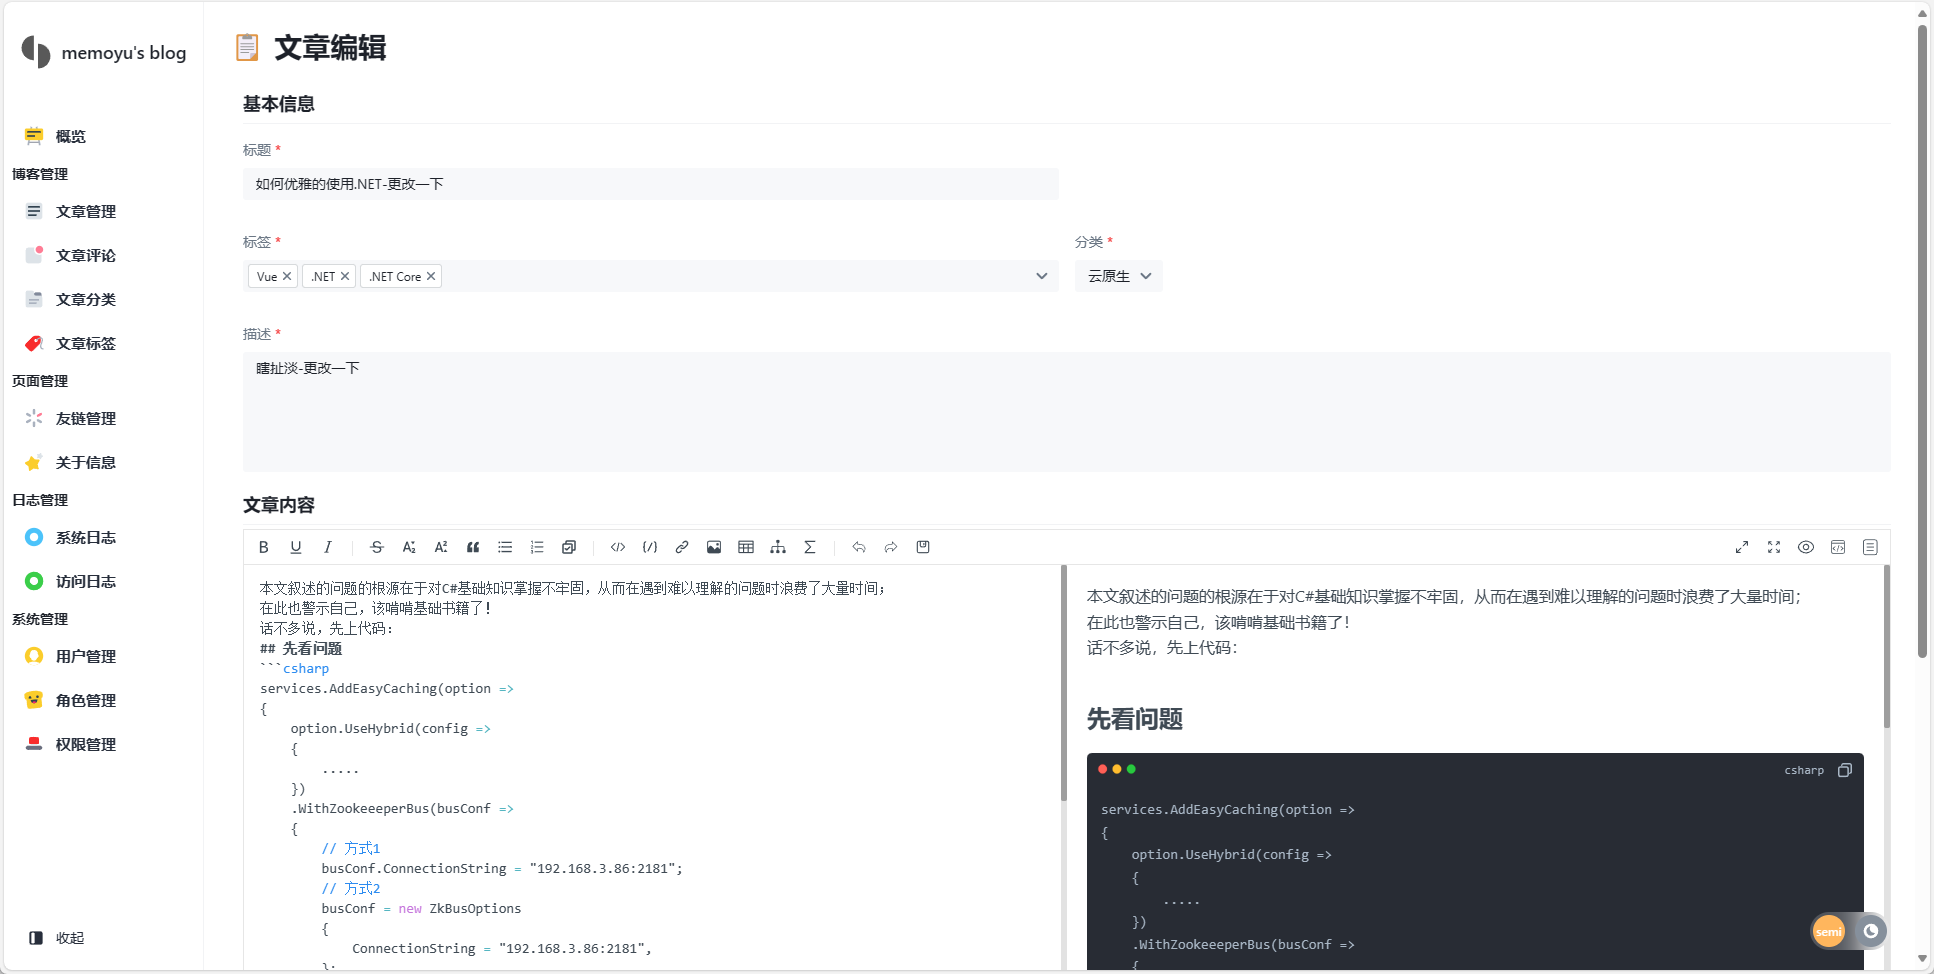 memoyu's blog
概览
博客管理
文章管理
文章评论
文章分类
文章标签
页面管理
友链管理
关于信息
日志管理
系统日志
访问日志
系统管理
用户管理
角色管理
权限管理
收起
文章编辑
基本信息
标题 *
如何优雅的使用.NET-更改一下
标签 *
分类 *
Vue .NET .NET Core
云原生
描述 *
瞎扯淡-更改一下
文章内容
本文叙述的问题的根源在于对C#基础知识掌握不牢固，从而在遇到难以理解的问题时浪费了大量时间；
在此也警示自己，该啃啃基础书籍了！
话不多说，先上代码：
## 先看问题
```csharp
services.AddEasyCaching(option =>
{
    option.UseHybrid(config =>
    {
        .....
    })
    .WithZookeeeperBus(busConf =>
    {
        // 方式1
        busConf.ConnectionString = "192.168.3.86:2181";
        // 方式2
        busConf = new ZkBusOptions
        {
            ConnectionString = "192.168.3.86:2181",
        };
本文叙述的问题的根源在于对C#基础知识掌握不牢固，从而在遇到难以理解的问题时浪费了大量时间；
在此也警示自己，该啃啃基础书籍了！
话不多说，先上代码：
先看问题
csharp
services.AddEasyCaching(option =>
{
    option.UseHybrid(config =>
    {
        .....
    })
    .WithZookeeeperBus(busConf =>
    {
semi